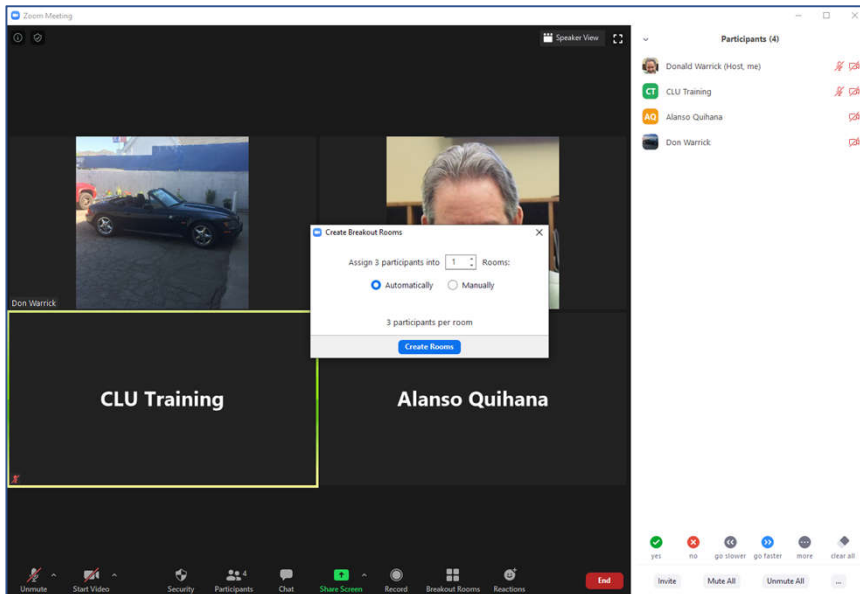 Zoom Meeting
Speaker View
Participants (4)
Donald Warrick (Host, me)
CT CLU Training
AQ Alanso Quihana
Don Warrick
Create Breakout Rooms
Assign 3 participants into 1 Rooms:
Automatically Manually
3 participants per room
Create Rooms
Don Warrick
CLU Training
Alanso Quihana
yes no go slower go faster more clear all
Unmute Start Video Security Participants 4 Chat Share Screen Record Breakout Rooms Reactions End
Invite Mute All Unmute All ...